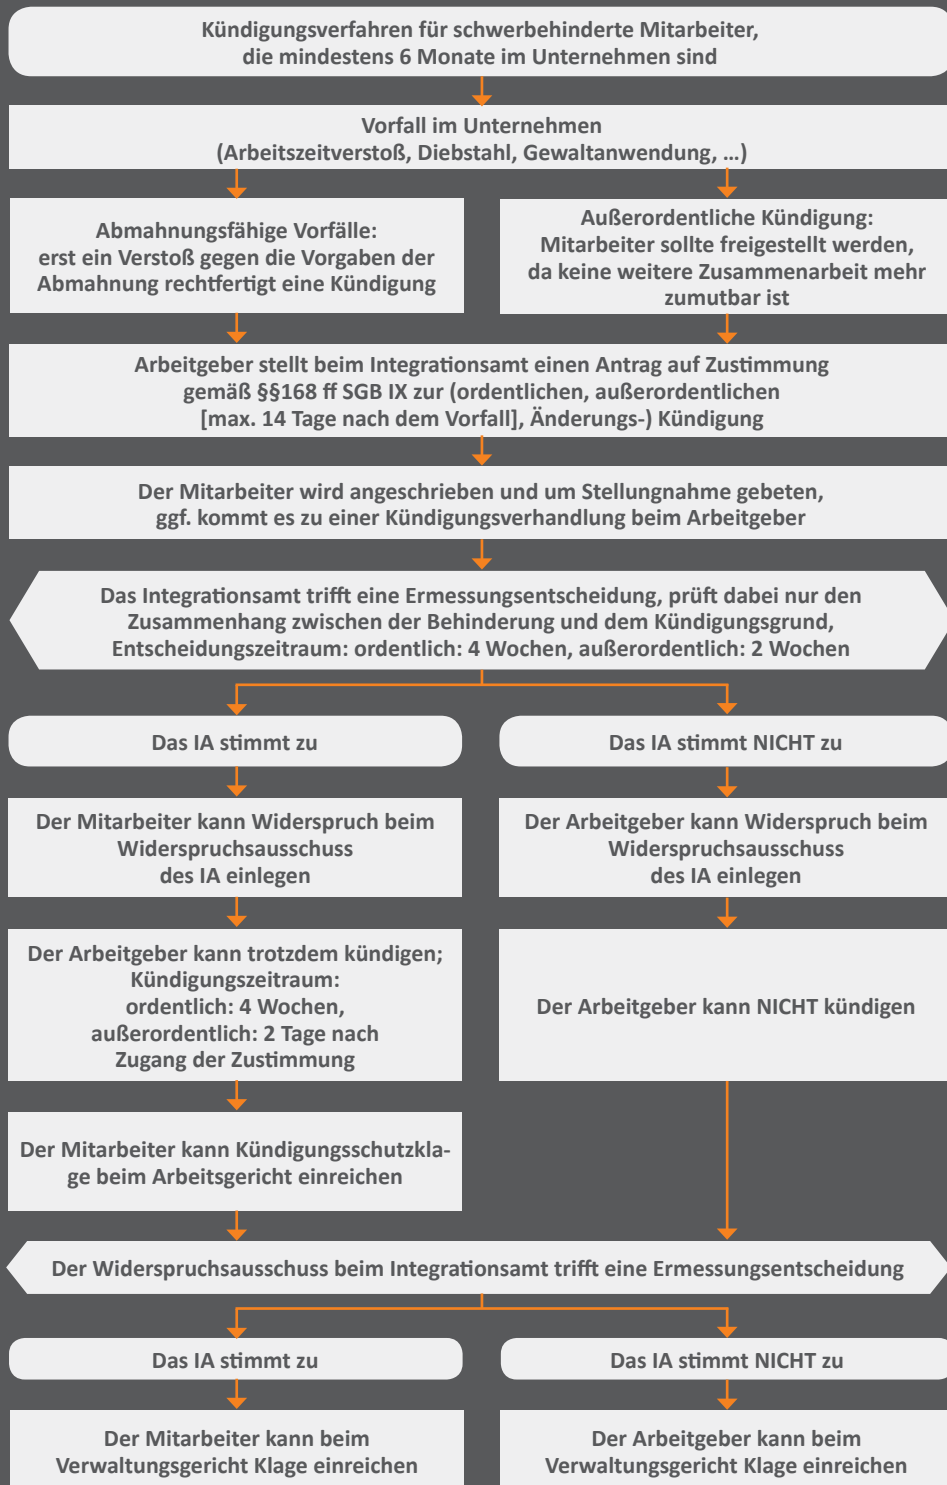 Kündigungsverfahren für schwerbehinderte Mitarbeiter,
die mindestens 6 Monate im Unternehmen sind
Vorfall im Unternehmen
(Arbeitszeitverstoß, Diebstahl, Gewaltanwendung, ...)
Abmahnungsfähige Vorfälle:
erst ein Verstoß gegen die Vorgaben der
Abmahnung rechtfertigt eine Kündigung
Außerordentliche Kündigung:
Mitarbeiter sollte freigestellt werden,
da keine weitere Zusammenarbeit mehr
zumutbar ist
Arbeitgeber stellt beim Integrationsamt einen Antrag auf Zustimmung
gemäß §§168 ff SGB IX zur (ordentlichen, außerordentlichen
[max. 14 Tage nach dem Vorfall], Änderungs-) Kündigung
Der Mitarbeiter wird angeschrieben und um Stellungnahme gebeten,
ggf. kommt es zu einer Kündigungsverhandlung beim Arbeitgeber
Das Integrationsamt trifft eine Ermessungsentscheidung, prüft dabei nur den
Zusammenhang zwischen der Behinderung und dem Kündigungsgrund,
Entscheidungszeitraum: ordentlich: 4 Wochen, außerordentlich: 2 Wochen
Das IA stimmt zu
Das IA stimmt NICHT zu
Der Mitarbeiter kann Widerspruch beim
Widerspruchsausschuss
des IA einlegen
Der Arbeitgeber kann Widerspruch beim
Widerspruchsausschuss
des IA einlegen
Der Arbeitgeber kann trotzdem kündigen;
Kündigungszeitraum:
ordentlich: 4 Wochen,
außerordentlich: 2 Tage nach
Zugang der Zustimmung
Der Arbeitgeber kann NICHT kündigen
Der Mitarbeiter kann Kündigungsschutzkla-
ge beim Arbeitsgericht einreichen
Der Widerspruchsausschuss beim Integrationsamt trifft eine Ermessungsentscheidung
Das IA stimmt zu
Das IA stimmt NICHT zu
Der Mitarbeiter kann beim
Verwaltungsgericht Klage einreichen
Der Arbeitgeber kann beim
Verwaltungsgericht Klage einreichen